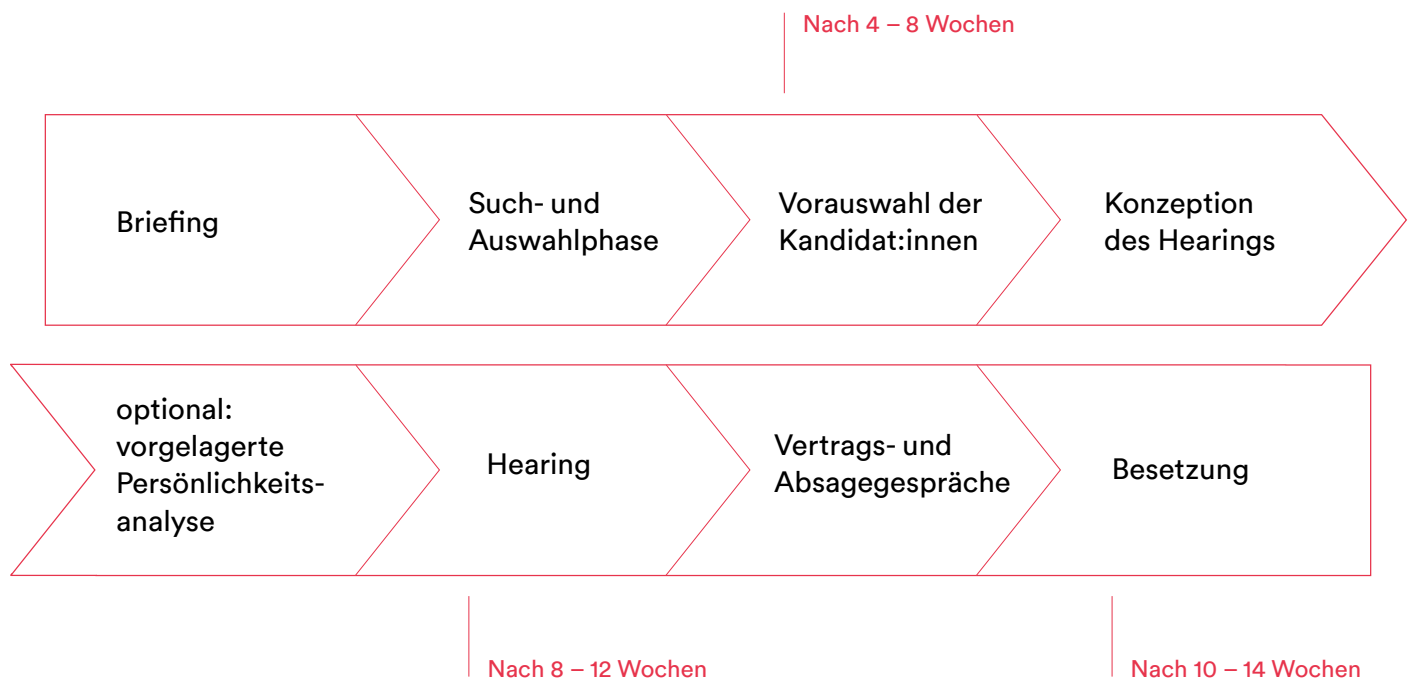 Nach 4 – 8 Wochen
Briefing
Such- und
Auswahlphase
Vorauswahl der
Kandidat:innen
Konzeption
des Hearings
optional:
vorgelagerte
Persönlichkeits-
analyse
Hearing
Vertrags- und
Absagegespräche
Besetzung
Nach 8 – 12 Wochen
Nach 10 – 14 Wochen